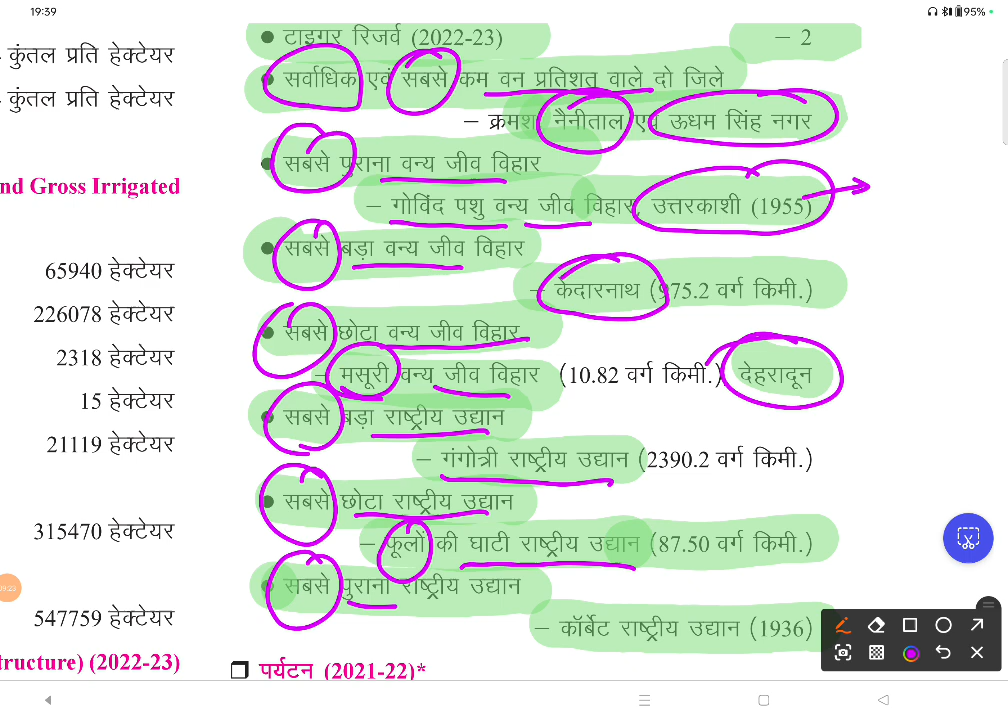 19:39
95%
कुंतल प्रति हेक्टेयर
कुंतल प्रति हेक्टेयर
nd Gross Irrigated
65940 हेक्टेयर
226078 हेक्टेयर
2318 हेक्टेयर
15 हेक्टेयर
21119 हेक्टेयर
315470 हेक्टेयर
547759 हेक्टेयर
tructure) (2022-23)
● टाइगर रिजर्व (2022-23) – 2
● सर्वाधिक एवं सबसे कम वन प्रतिशत वाले दो जिले
– क्रमशः नैनीताल एवं ऊधम सिंह नगर
● सबसे पुराना वन्य जीव विहार
– गोविंद पशु वन्य जीव विहार, उत्तरकाशी (1955)
● सबसे बड़ा वन्य जीव विहार
– केदारनाथ (975.2 वर्ग किमी.)
● सबसे छोटा वन्य जीव विहार
– मसूरी वन्य जीव विहार (10.82 वर्ग किमी.) देहरादून
● सबसे बड़ा राष्ट्रीय उद्यान
– गंगोत्री राष्ट्रीय उद्यान (2390.2 वर्ग किमी.)
● सबसे छोटा राष्ट्रीय उद्यान
– फूलों की घाटी राष्ट्रीय उद्यान (87.50 वर्ग किमी.)
● सबसे पुराना राष्ट्रीय उद्यान
– कॉर्बेट राष्ट्रीय उद्यान (1936)
❐ पर्यटन (2021-22)*